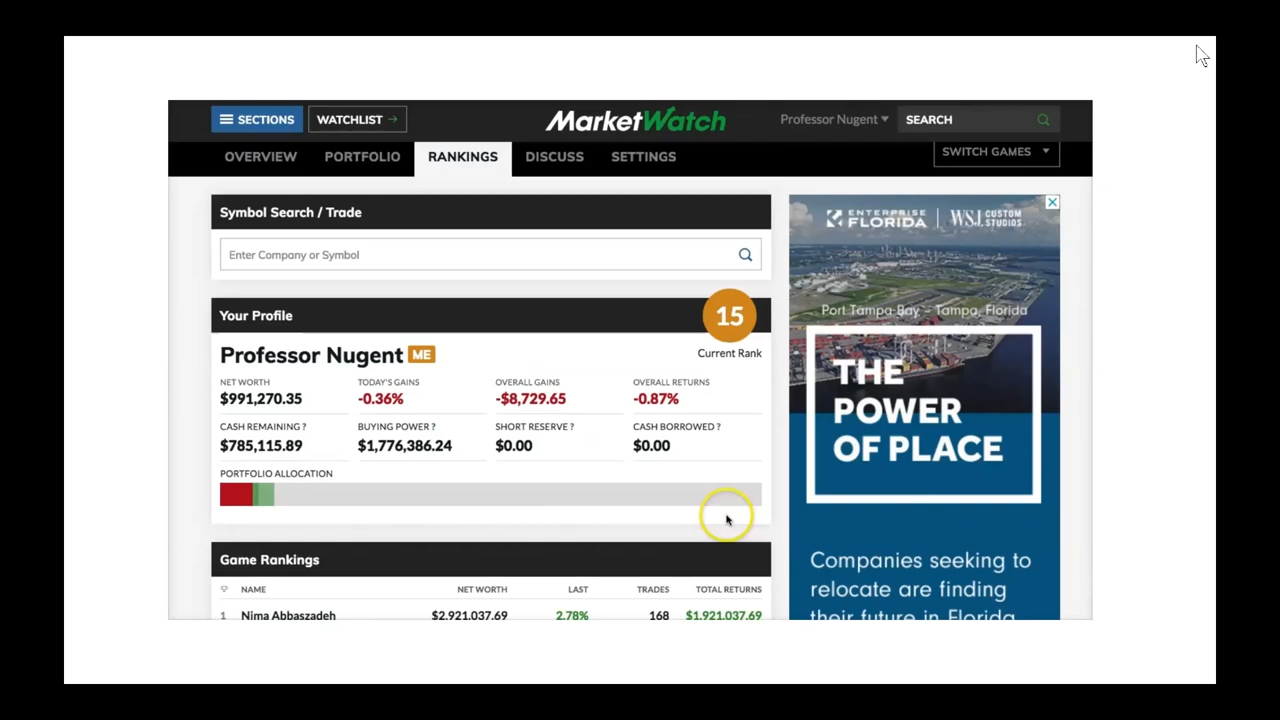 SECTIONS WATCHLIST → MarketWatch Professor Nugent SEARCH
OVERVIEW PORTFOLIO RANKINGS DISCUSS SETTINGS SWITCH GAMES
Symbol Search / Trade
Enter Company or Symbol
Your Profile
15
Current Rank
Professor Nugent ME
NET WORTH TODAY'S GAINS OVERALL GAINS OVERALL RETURNS
$991,270.35 -0.36% -$8,729.65 -0.87%
CASH REMAINING ? BUYING POWER ? SHORT RESERVE ? CASH BORROWED ?
$785,115.89 $1,776,386.24 $0.00 $0.00
PORTFOLIO ALLOCATION
Game Rankings
NAME NET WORTH LAST TRADES TOTAL RETURNS
1 Nima Abbaszadeh $2,921,037.69 2.78% 168 $1,921,037.69
ENTERPRISE FLORIDA | WSJ CUSTOM STUDIOS
Port Tampa Bay – Tampa, Florida
THE
POWER
OF PLACE
Companies seeking to
relocate are finding
their future in Florida